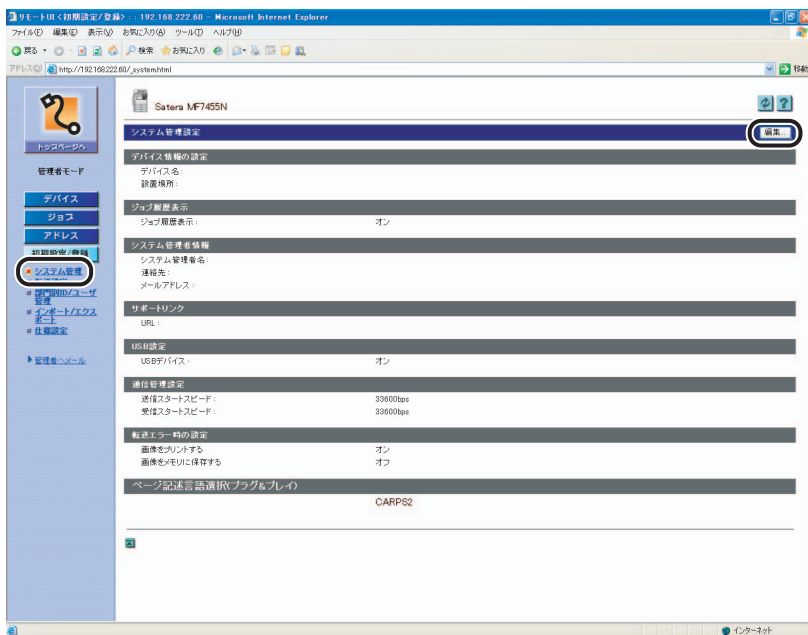 リモートUI <初期設定/登録> : : 192.168.222.60 - Microsoft Internet Explorer
ファイル(F) 編集(E) 表示(V) お気に入り(A) ツール(T) ヘルプ(H)
戻る 検索 お気に入り
アドレス(D) http://192.168.222.60/_system.html 移動
トップページへ
管理者モード
デバイス
ジョブ
アドレス
初期設定/登録
システム管理
部門別ID/ユーザ
管理
インポート/エクス
ポート
仕様設定
管理者へメール
Satera MF7455N
システム管理設定 編集...
デバイス情報の設定
デバイス名 :
設置場所 :
ジョブ履歴表示
ジョブ履歴表示 : オン
システム管理者情報
システム管理者名 :
連絡先 :
メールアドレス :
サポートリンク
URL :
USB設定
USBデバイス : オン
通信管理設定
送信スタートスピード : 33600bps
受信スタートスピード : 33600bps
転送エラー時の設定
画像をプリントする オン
画像をメモリに保存する オフ
ページ記述言語選択(プラグ&プレイ)
CARPS2
インターネット